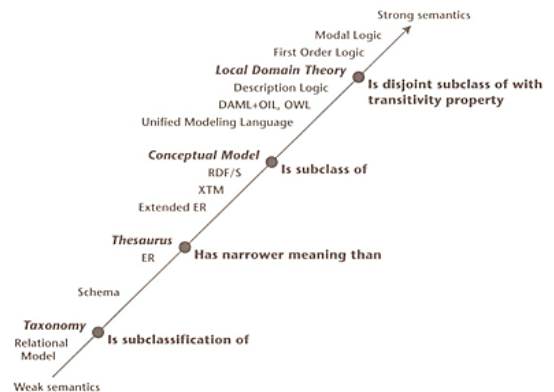 Strong semantics
Modal Logic
First Order Logic
Local Domain Theory
Is disjoint subclass of with
transitivity property
Description Logic
DAML+OIL, OWL
Unified Modeling Language
Conceptual Model
Is subclass of
RDF/S
XTM
Extended ER
Thesaurus
Has narrower meaning than
ER
Schema
Taxonomy
Is subclassification of
Relational
Model
Weak semantics